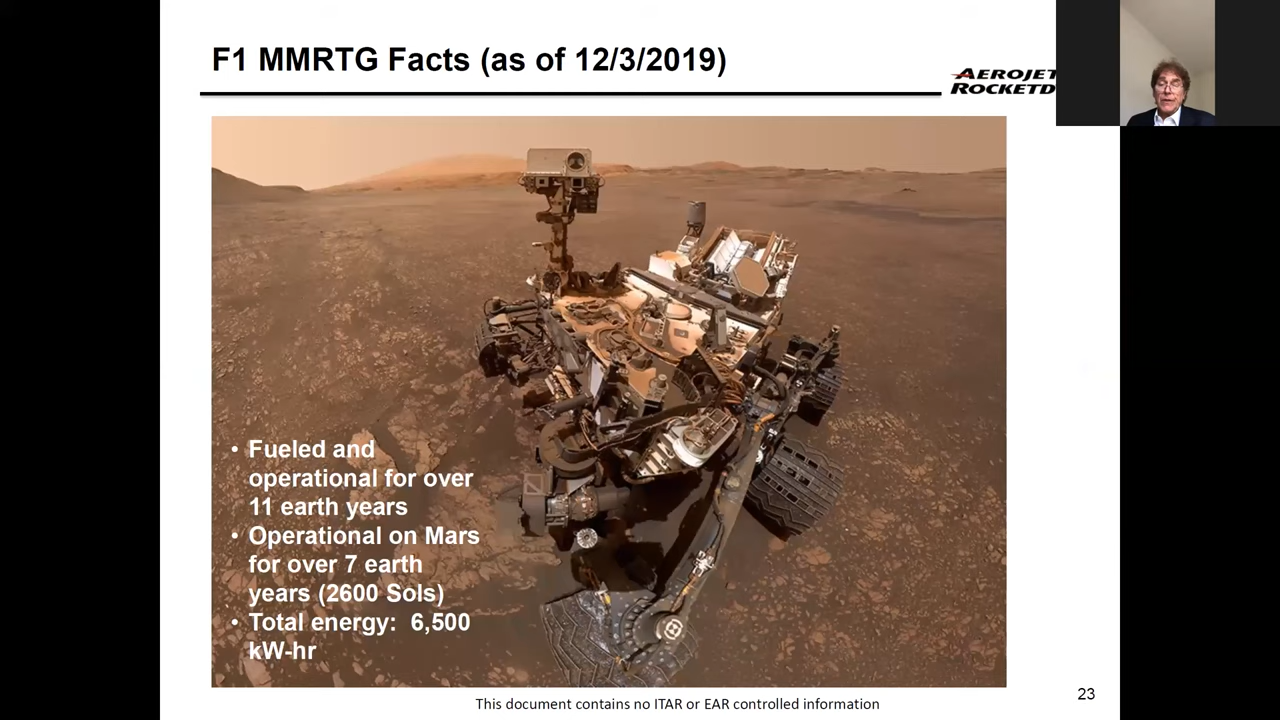 F1 MMRTG Facts (as of 12/3/2019)
AEROJET
ROCKETD
• Fueled and
operational for over
11 earth years
• Operational on Mars
for over 7 earth
years (2600 Sols)
• Total energy:  6,500
kW-hr
This document contains no ITAR or EAR controlled information
23